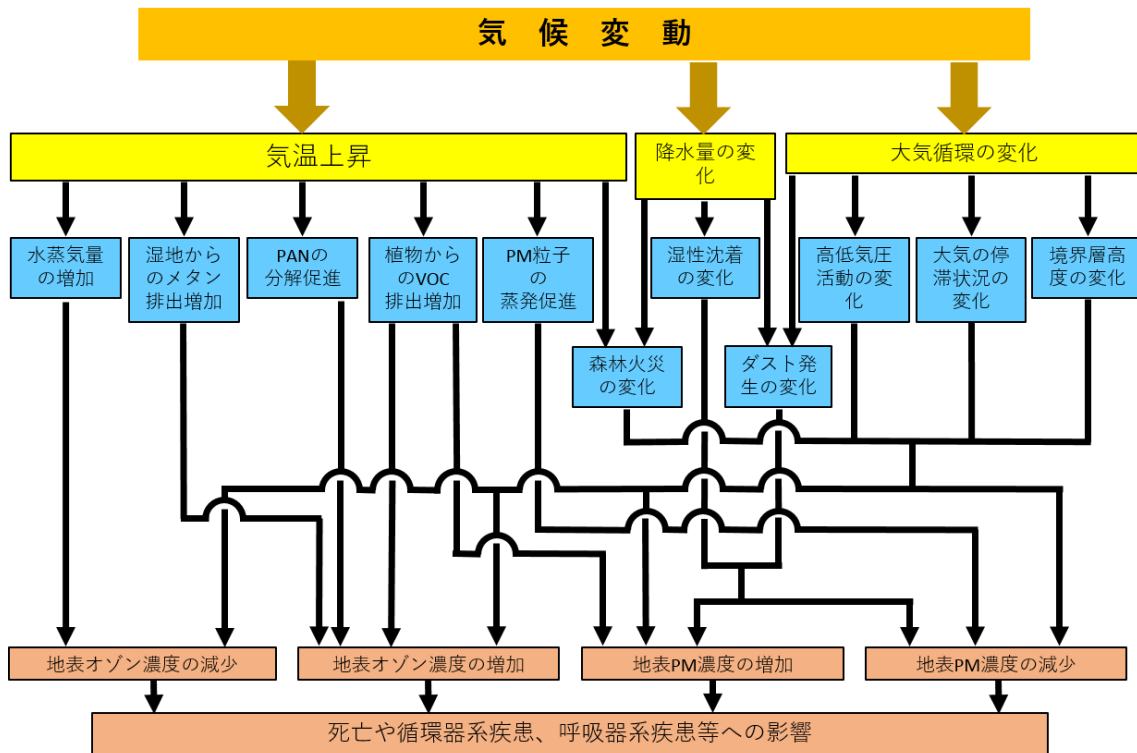 気 候 変 動
気温上昇
降水量の変
化
大気循環の変化
水蒸気量
の増加
湿地から
のメタン
排出増加
PANの
分解促進
植物から
のVOC
排出増加
PM粒子
の
蒸発促進
湿性沈着
の変化
高低気圧
活動の変
化
大気の停
滞状況の
変化
境界層高
度の変化
森林火災
の変化
ダスト発
生の変化
地表オゾン濃度の減少
地表オゾン濃度の増加
地表PM濃度の増加
地表PM濃度の減少
死亡や循環器系疾患、呼吸器系疾患等への影響